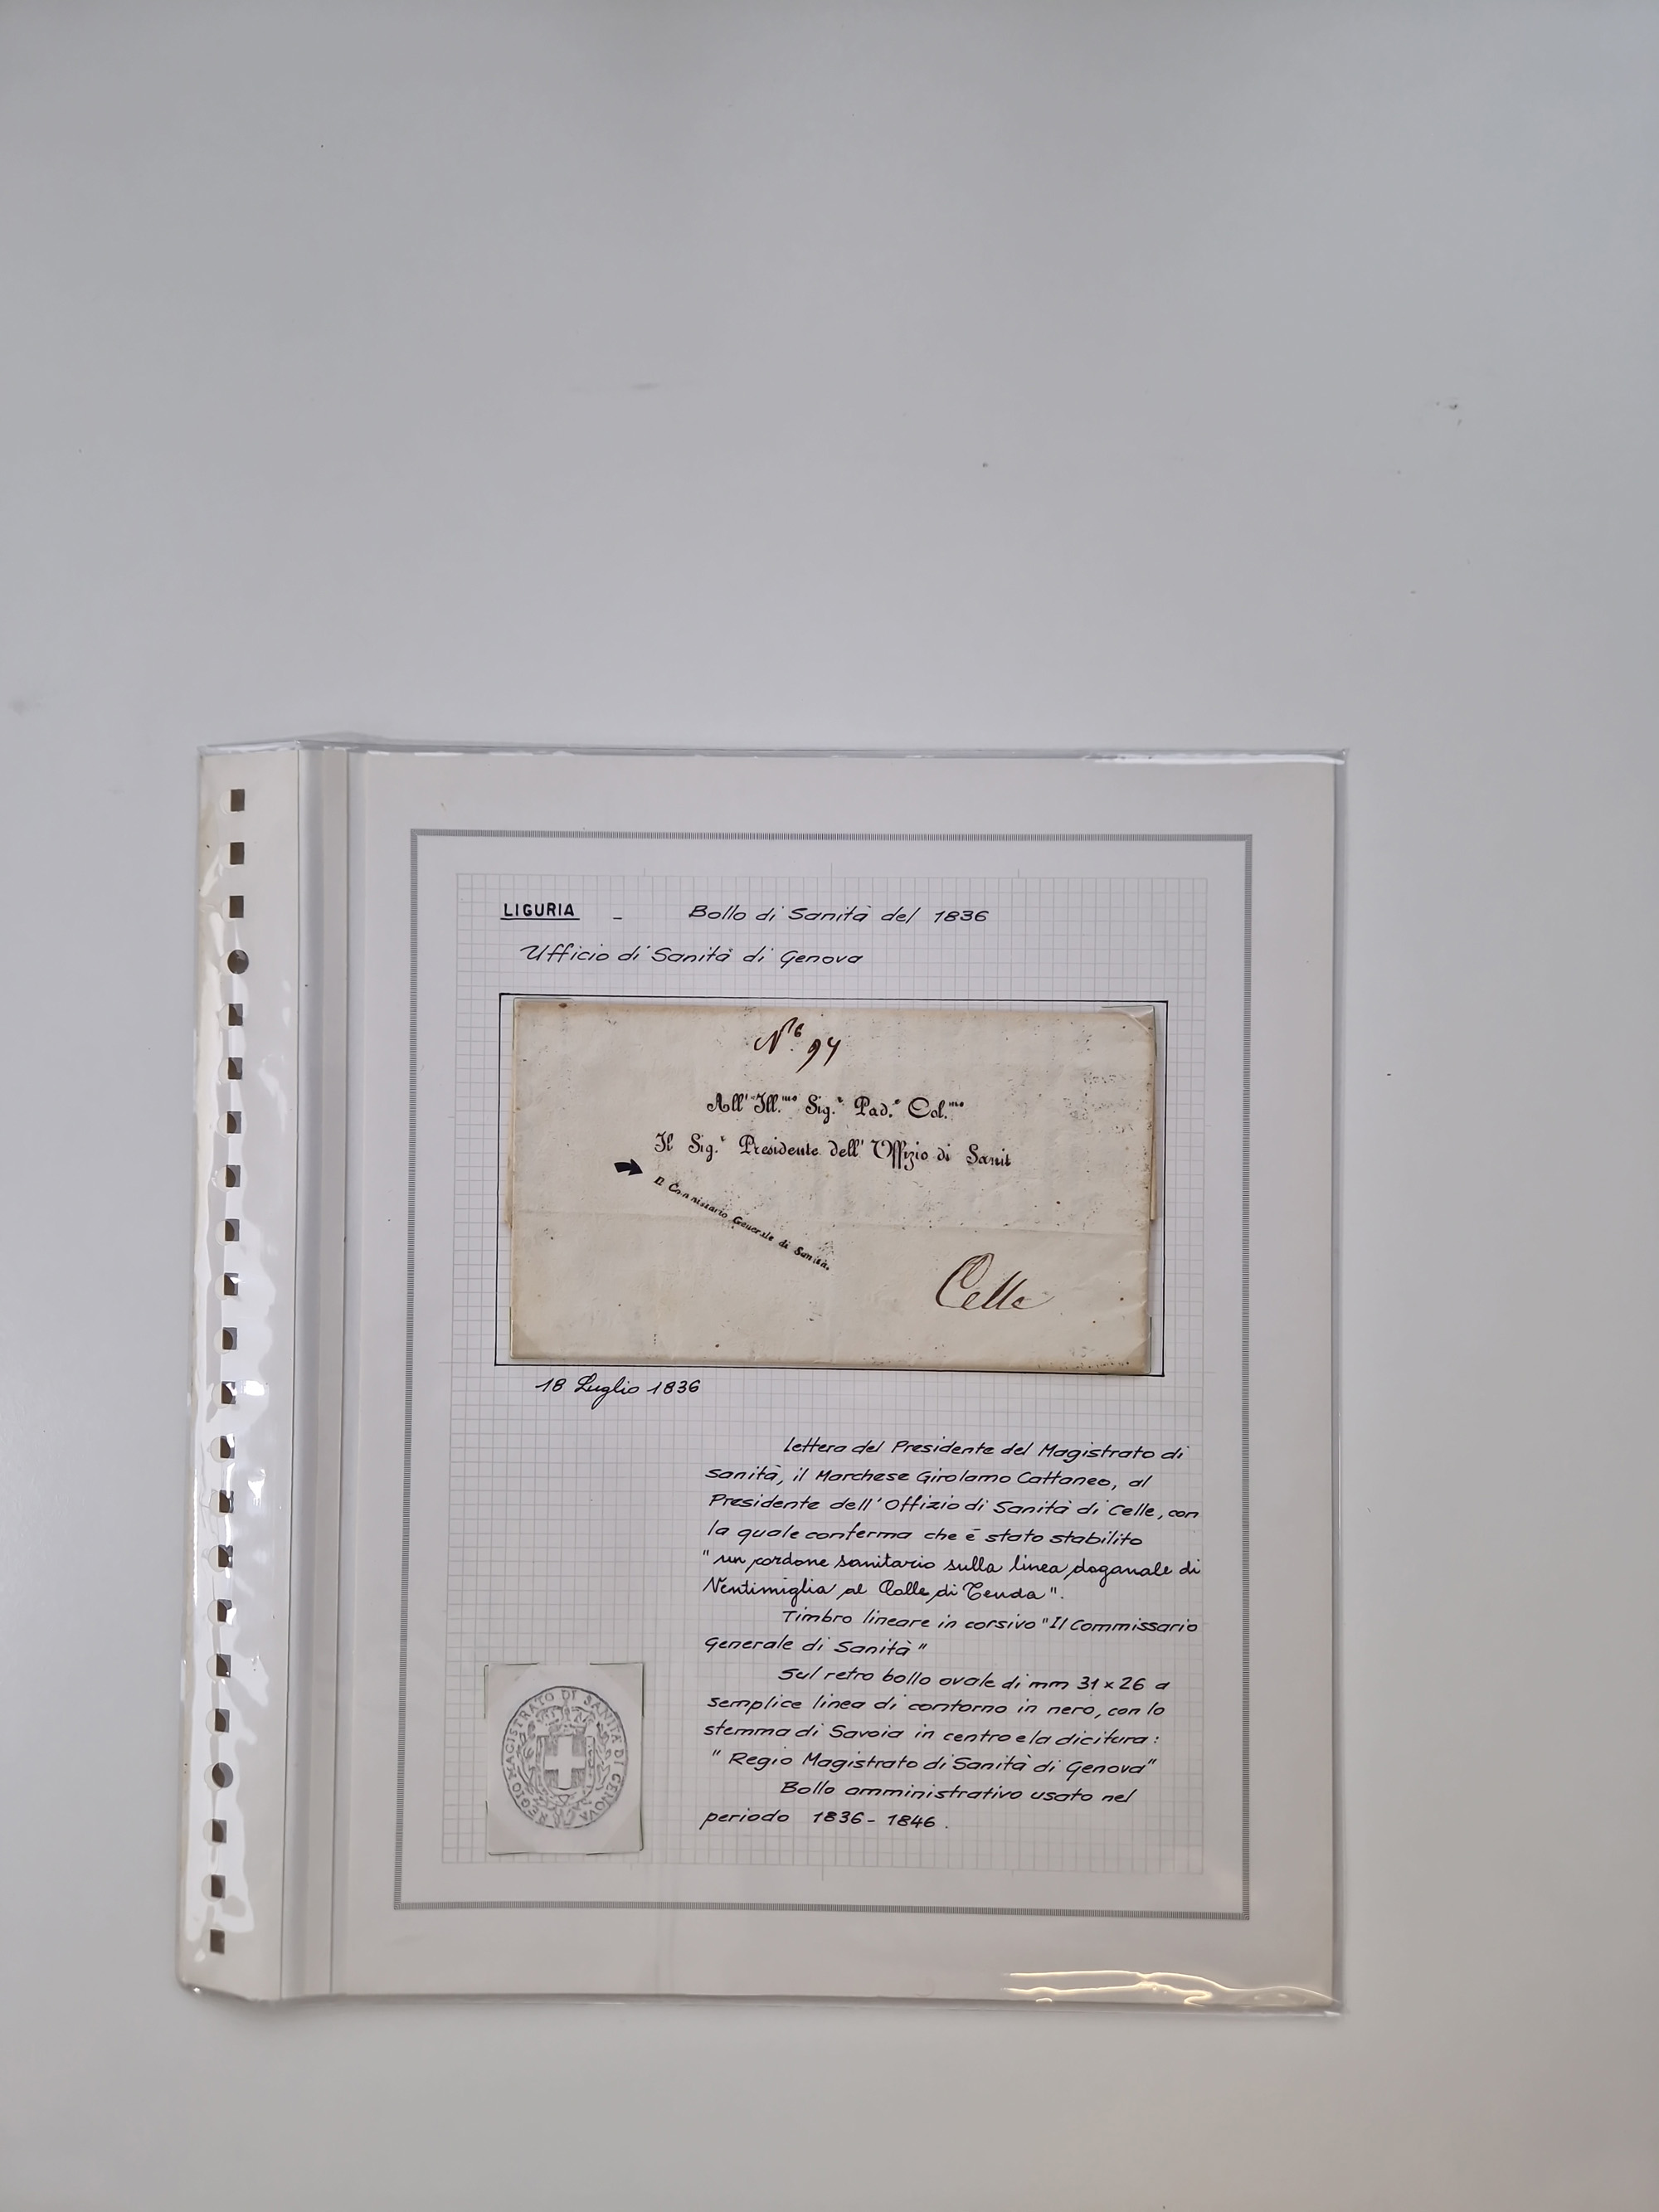 LIGURIA - Bollo di Sanità del 1836
Ufficio di Sanità di Genova
N.º 94
All' Ill.mo Sig.r Pad.e Col.mo
Il Sig.r Presidente dell' Offizio di Sanit
Il Commissario Generale di Sanità.
Celle
18 Luglio 1836
Lettera del Presidente del Magistrato di
Sanità, il Marchese Girolamo Cattaneo, al
Presidente dell'Offizio di Sanità di Celle, con
la quale conferma che è stato stabilito
"un cordone sanitario sulla linea doganale di
Ventimiglia al Colle di Tenda".
Timbro lineare in corsivo "Il Commissario
Generale di Sanità"
Sul retro bollo ovale di mm 31 x 26 a
semplice linea di contorno in nero, con lo
stemma di Savoia in centro e la dicitura:
"Regio Magistrato di Sanità di Genova"
Bollo amministrativo usato nel
periodo 1836-1846.
REGIO MAGISTRATO DI SANITÀ DI GENOVA